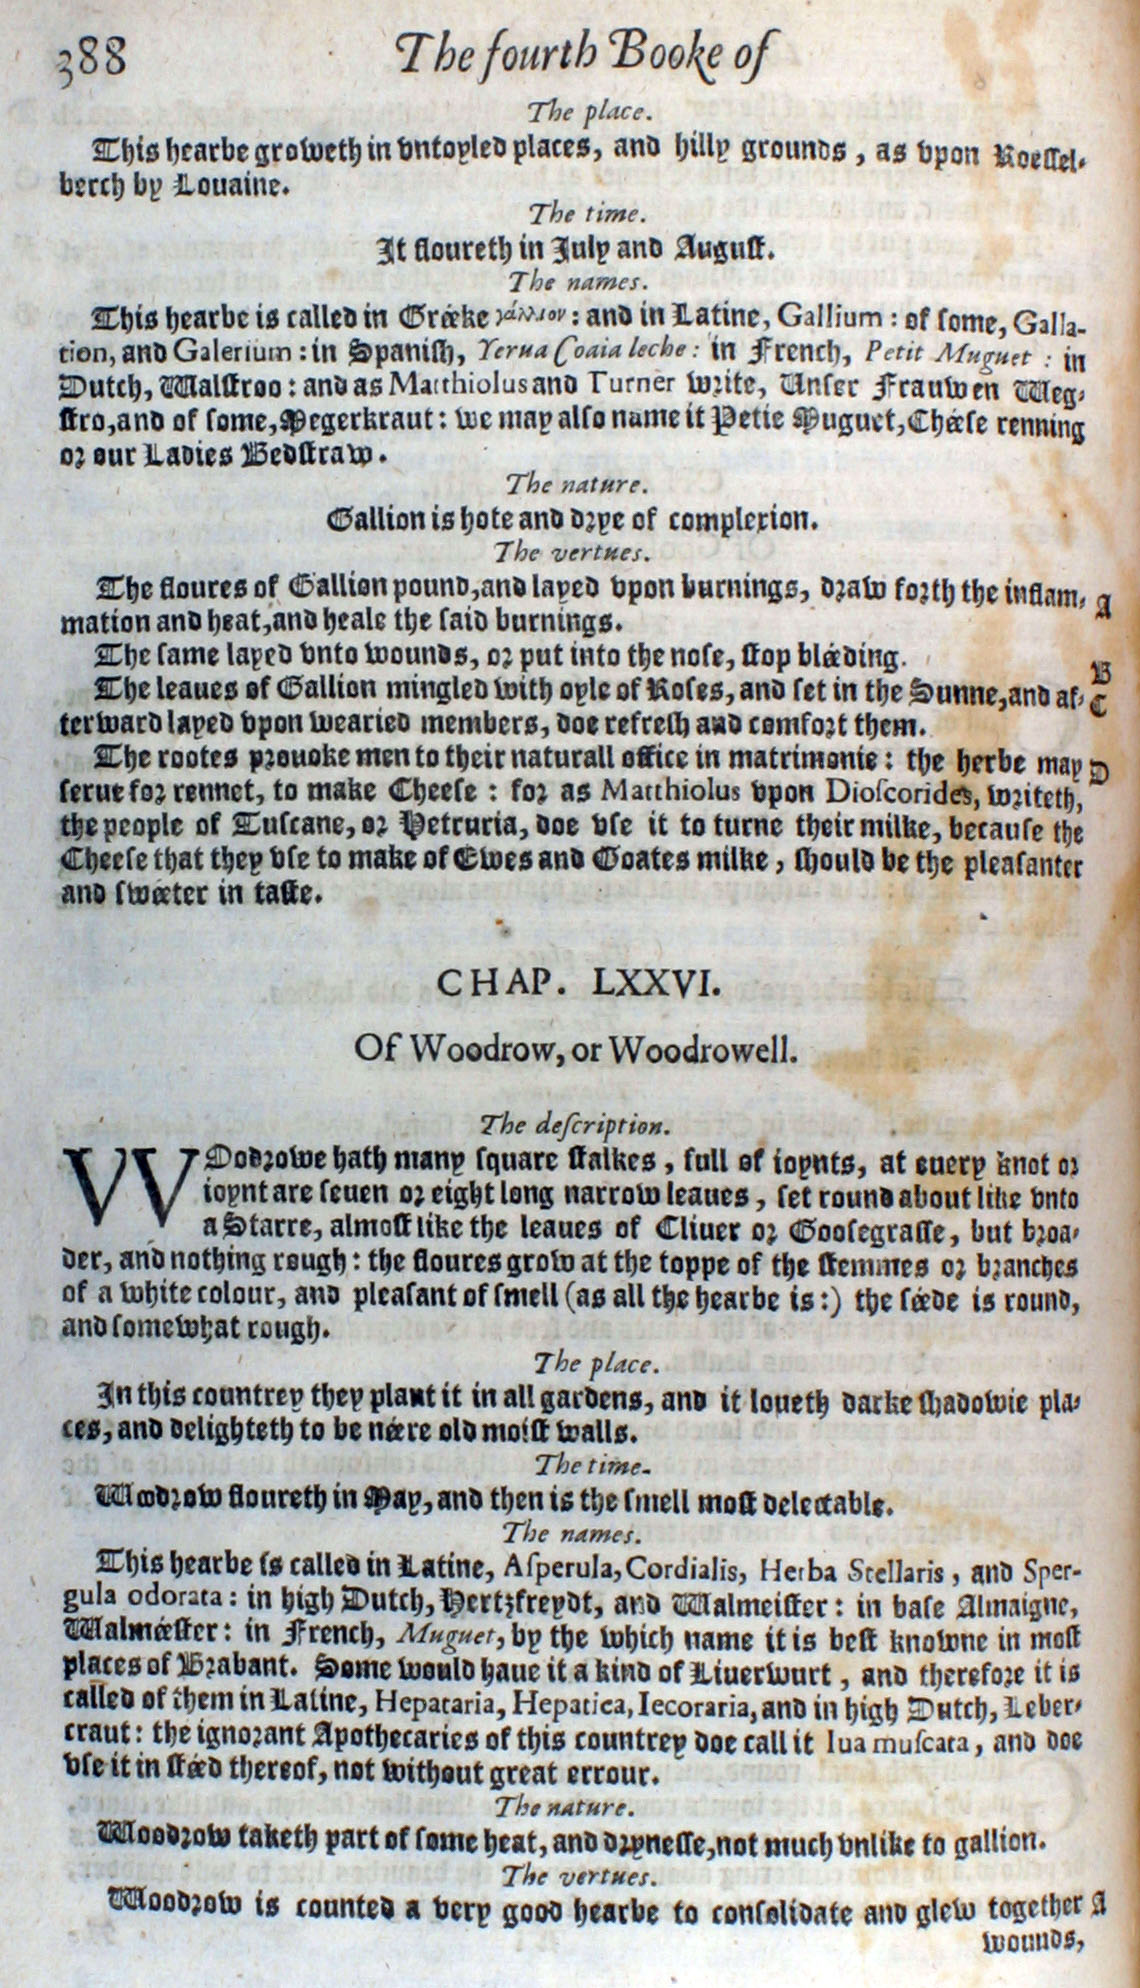 388 The fourth Booke of
The place.
This hearbe groweth in vntoyled places, and hilly grounds, as vpon Roessel-
berch by Louaine.
The time.
It floureth in July and August.
The names.
This hearbe is called in Gréeke γάλλιον: and in Latine, Gallium: of some, Galla-
tion, and Galerium: in Spanish, Yerua Coaia leche: in French, Petit Muguet: in
Dutch, Walstroo: and as Matthiolus and Turner write, Unser Frauwen Weg-
stro, and of some, Megerkraut: we may also name it Petie Muguet, Chéese renning
or our Ladies Bedstraw.
The nature.
Gallion is hote and drye of complexion.
The vertues.
The floures of Gallion pound, and layed vpon burnings, draw forth the inflam- A
mation and heat, and heale the said burnings.
The same layed vnto wounds, or put into the nose, stop bléeding. B
The leaues of Gallion mingled with oyle of Roses, and set in the Sunne, and af- C
terward layed vpon wearied members, doe refresh and comfort them.
The rootes prouoke men to their naturall office in matrimonie: the herbe may D
serue for rennet, to make Cheese: for as Matthiolus vpon Dioscorides, writeth,
the people of Tuscane, or Hetruria, doe vse it to turne their milke, because the
Cheese that they vse to make of Ewes and Goates milke, should be the pleasanter
and swéeter in taste.
CHAP. LXXVI.
Of Woodrow, or Woodrowell.
The description.
WOodrowe hath many square stalkes, full of ioynts, at euery knot or
ioynt are seuen or eight long narrow leaues, set round about like vnto
a Starre, almost like the leaues of Cliuer or Goosegrasse, but broa-
der, and nothing rough: the floures grow at the toppe of the stemmes or branches
of a white colour, and pleasant of smell (as all the hearbe is:) the séede is round,
and somewhat rough.
The place.
In this countrey they plant it in all gardens, and it loueth darke shadowie pla-
ces, and delighteth to be néere old moist walls.
The time.
Woodrow floureth in May, and then is the smell most delectable.
The names.
This hearbe is called in Latine, Asperula, Cordialis, Herba Stellaris, and Sper-
gula odorata: in high Dutch, Hertzfreydt, and Walmeister: in base Almaigne,
Walméester: in French, Muguet, by the which name it is best knowne in most
places of Brabant. Some would haue it a kind of Liuerwurt, and therefore it is
called of them in Latine, Hepataria, Hepatica, Iecoraria, and in high Dutch, Leber-
craut: the ignorant Apothecaries of this countrey doe call it Iua muscata, and doe
vse it in stéed thereof, not without great errour.
The nature.
Woodrow taketh part of some heat, and drynesse, not much vnlike to gallion.
The vertues.
Woodrow is counted a very good hearbe to consolidate and glew together A
wounds,